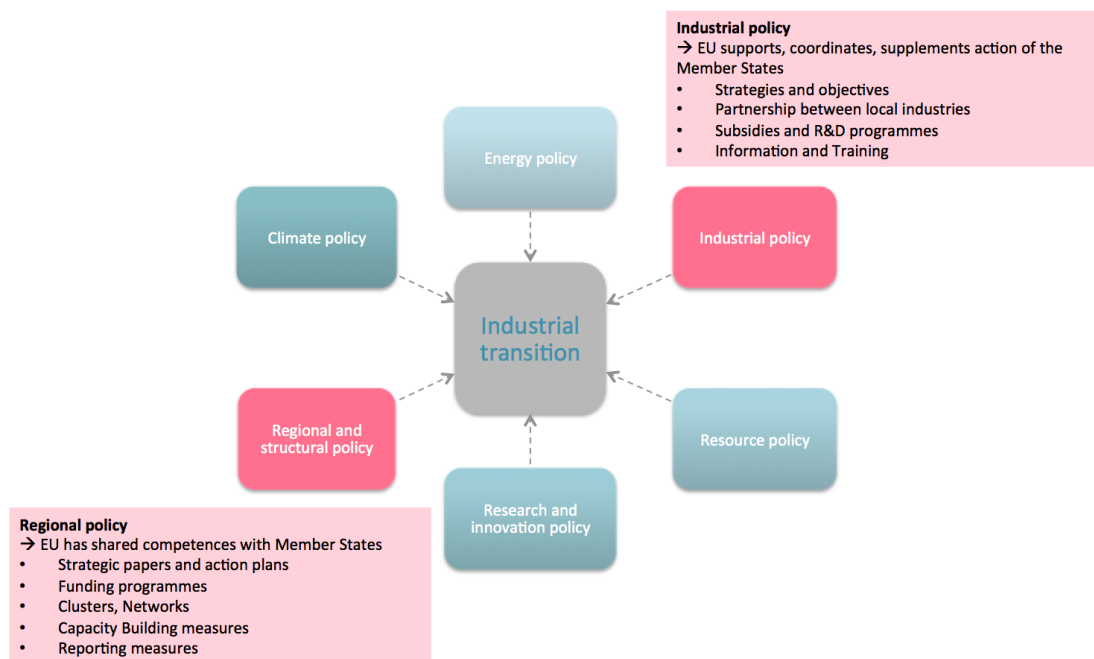 Industrial policy
→ EU supports, coordinates, supplements action of the
Member States
• Strategies and objectives
• Partnership between local industries
• Subsidies and R&D programmes
• Information and Training
Energy policy
Climate policy
Industrial policy
Industrial
transition
Regional and
structural policy
Resource policy
Research and
innovation policy
Regional policy
→ EU has shared competences with Member States
• Strategic papers and action plans
• Funding programmes
• Clusters, Networks
• Capacity Building measures
• Reporting measures